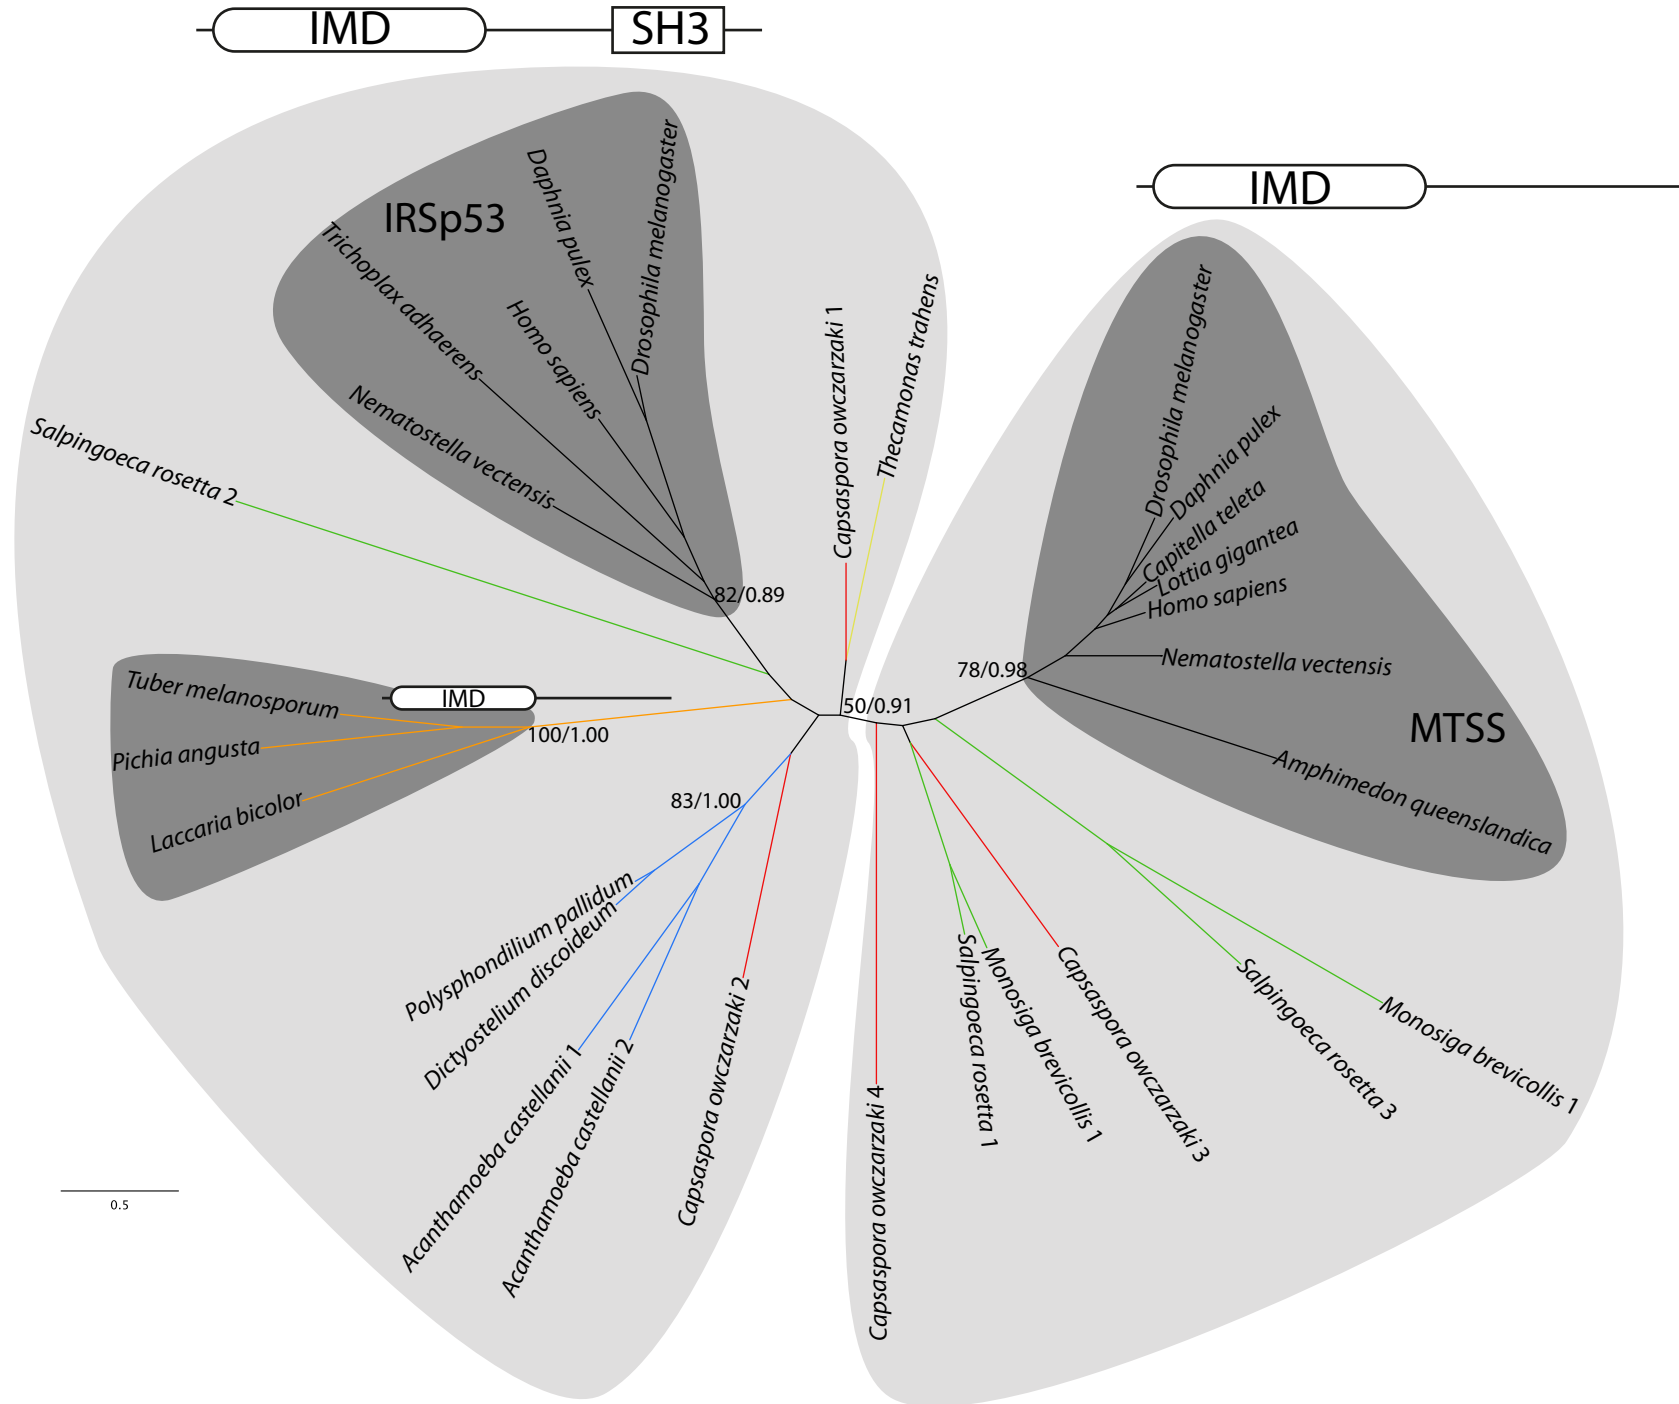 IMD
SH3
IMD
IRSp53
Daphnia pulex
Drosophila melanogaster
Trichoplax adhaerens
Homo sapiens
Nematostella vectensis
Salpingoeca rosetta 2
82/0.89
Capsaspora owczarzaki 1
Thecamonas trahens
Drosophila melanogaster
Daphnia pulex
Capitella teleta
Lottia gigantea
Homo sapiens
Nematostella vectensis
78/0.98
MTSS
Amphimedon queenslandica
50/0.91
Tuber melanosporum
IMD
Pichia angusta
100/1.00
Laccaria bicolor
83/1.00
Polysphondilium pallidum
Dictyostelium discoideum
Acanthamoeba castellanii 1
Acanthamoeba castellanii 2
Capsaspora owczarzaki 2
Capsaspora owczarzaki 4
Salpingoeca rosetta 1
Monosiga brevicollis 1
Capsaspora owczarzaki 3
Salpingoeca rosetta 3
Monosiga brevicollis 1
0.5